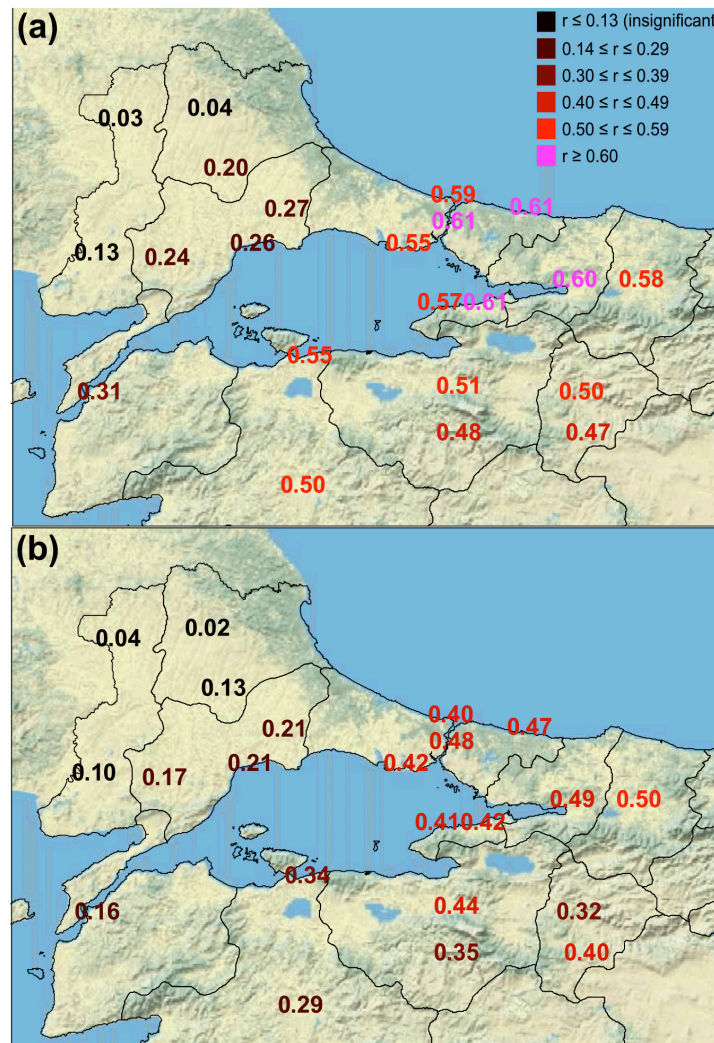 (a)
r ≤ 0.13 (insignificant
0.14 ≤ r ≤ 0.29
0.30 ≤ r ≤ 0.39
0.40 ≤ r ≤ 0.49
0.50 ≤ r ≤ 0.59
r ≥ 0.60
0.03 0.04
0.20
0.59
0.27 0.61 0.61
0.13 0.24 0.26 0.55
0.60 0.58
0.57 0.61
0.55
0.31 0.51 0.50
0.48 0.47
0.50
(b)
0.04 0.02
0.13
0.40
0.21 0.48 0.47
0.10 0.17 0.21 0.42
0.49 0.50
0.41 0.42
0.34
0.16 0.44 0.32
0.35 0.40
0.29